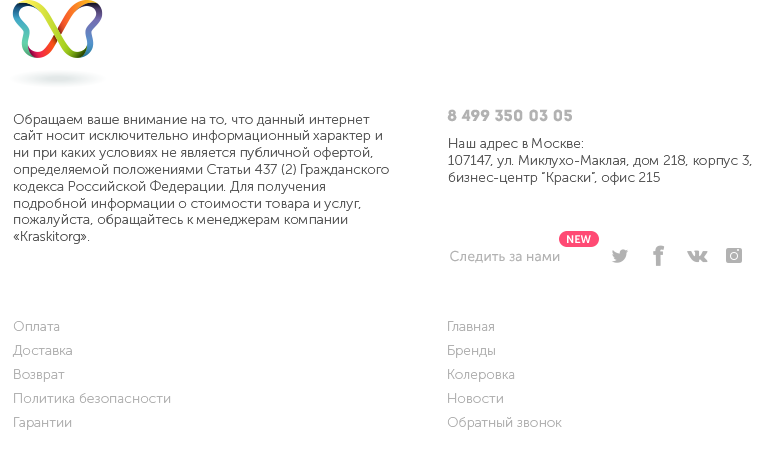 Обращаем ваше внимание на то, что данный интернет
сайт носит исключительно информационный характер и
ни при каких условиях не является публичной офертой,
определяемой положениями Статьи 437 (2) Гражданского
кодекса Российской Федерации. Для получения
подробной информации о стоимости товара и услуг,
пожалуйста, обращайтесь к менеджерам компании
«Kraskitorg».
8 499 350 03 05
Наш адрес в Москве:
107147, ул. Миклухо-Маклая, дом 218, корпус 3,
бизнес-центр "Краски", офис 215
NEW
Следить за нами
Оплата
Доставка
Возврат
Политика безопасности
Гарантии
Главная
Бренды
Колеровка
Новости
Обратный звонок